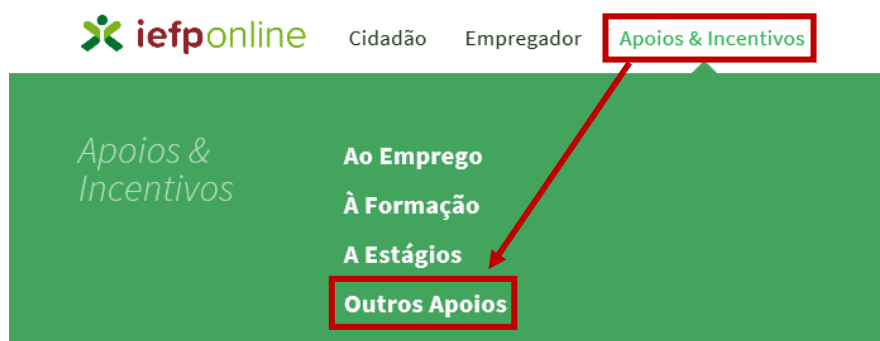 iefponline Cidadão Empregador Apoios & Incentivos
Apoios &
Incentivos
Ao Emprego
À Formação
A Estágios
Outros Apoios